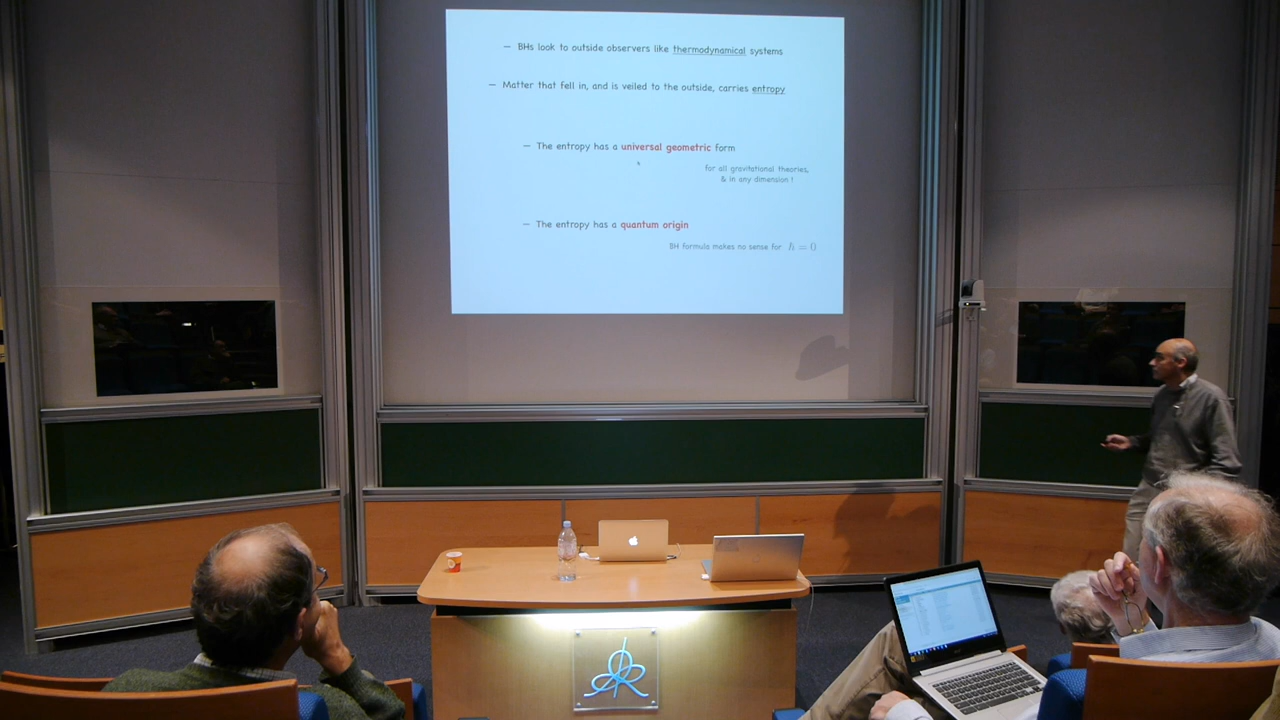 — BHs look to outside observers like thermodynamical systems
— Matter that fell in, and is veiled to the outside, carries entropy
— The entropy has a universal geometric form
for all gravitational theories,
& in any dimension !
— The entropy has a quantum origin
BH formula makes no sense for ℏ = 0